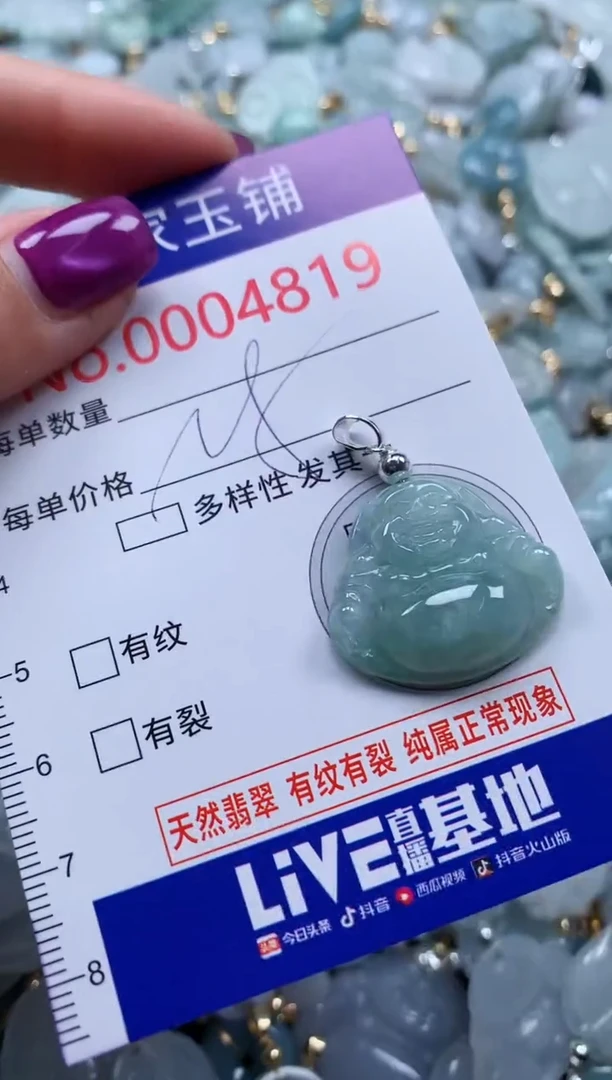 家玉铺
No.0004819
每单数量
每单价格
多样性 发其
有纹
有裂
天然翡翠 有纹有裂 纯属正常现象
LiVE直播基地
今日头条 抖音 西瓜视频 抖音火山版
4
5
6
7
8